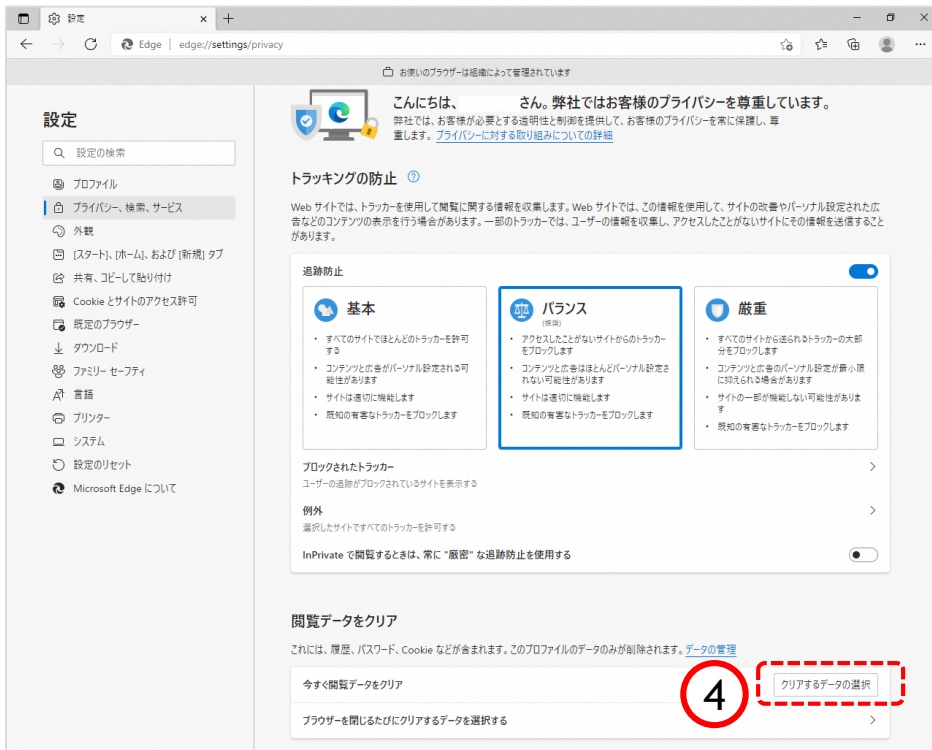 設定
Edge | edge://settings/privacy
お使いのブラウザーは組織によって管理されています
設定
設定の検索
プロファイル
プライバシー、検索、サービス
外観
[スタート]、[ホーム]、および [新規] タブ
共有、コピーして貼り付け
Cookie とサイトのアクセス許可
既定のブラウザー
ダウンロード
ファミリー セーフティ
言語
プリンター
システム
設定のリセット
Microsoft Edge について
こんにちは、 さん。弊社ではお客様のプライバシーを尊重しています。
弊社では、お客様が必要とする透明性と制御を提供して、お客様のプライバシーを常に保護し、尊
重します。プライバシーに対する取り組みについての詳細
トラッキングの防止
Web サイトでは、トラッカーを使用して閲覧に関する情報を収集します。Web サイトでは、この情報を使用して、サイトの改善やパーソナル設定された広
告などのコンテンツの表示を行う場合があります。一部のトラッカーでは、ユーザーの情報を収集し、アクセスしたことがないサイトにその情報を送信すること
があります。
追跡防止
基本
・ すべてのサイトでほとんどのトラッカーを許可
する
・ コンテンツと広告がパーソナル設定される可
能性があります
・ サイトは適切に機能します
・ 既知の有害なトラッカーをブロックします
バランス
(推奨)
・ アクセスしたことがないサイトからのトラッカー
をブロックします
・ コンテンツと広告はほとんどパーソナル設定さ
れない可能性があります
・ サイトは適切に機能します
・ 既知の有害なトラッカーをブロックします
厳重
・ すべてのサイトから送られるトラッカーの大部
分をブロックします
・ コンテンツと広告のパーソナル設定が最小限
に抑えられる場合があります
・ サイトの一部が機能しない可能性がありま
す
・ 既知の有害なトラッカーをブロックします
ブロックされたトラッカー
ユーザーの追跡がブロックされているサイトを表示する
例外
選択したサイトですべてのトラッカーを許可する
InPrivate で閲覧するときは、常に "厳密" な追跡防止を使用する
閲覧データをクリア
これには、履歴、パスワード、Cookie などが含まれます。このプロファイルのデータのみが削除されます。データの管理
今すぐ閲覧データをクリア
4
クリアするデータの選択
ブラウザーを閉じるたびにクリアするデータを選択する